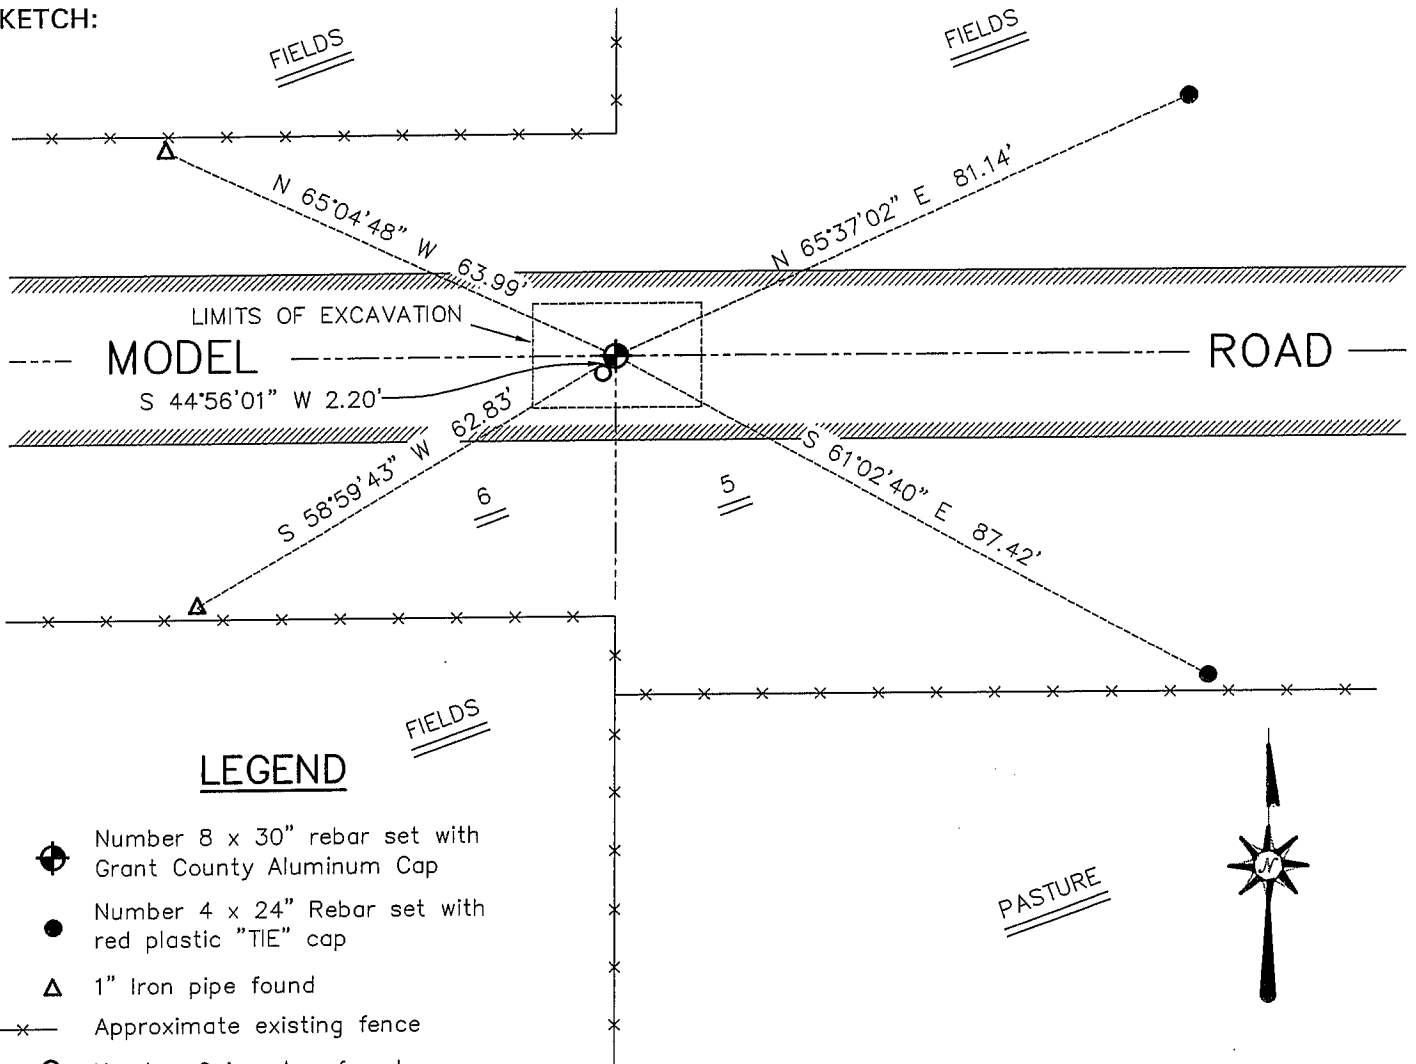 KETCH:
FIELDS
FIELDS
N 65°04'48" W 63.99'
N 65°37'02" E 81.14'
LIMITS OF EXCAVATION
MODEL
ROAD
S 44°56'01" W 2.20'
S 58°59'43" W 62.83'
S 61°02'40" E 87.42'
6
5
FIELDS
LEGEND
Number 8 x 30" rebar set with
Grant County Aluminum Cap
Number 4 x 24" Rebar set with
red plastic "TIE" cap
1" Iron pipe found
Approximate existing fence
PASTURE
N